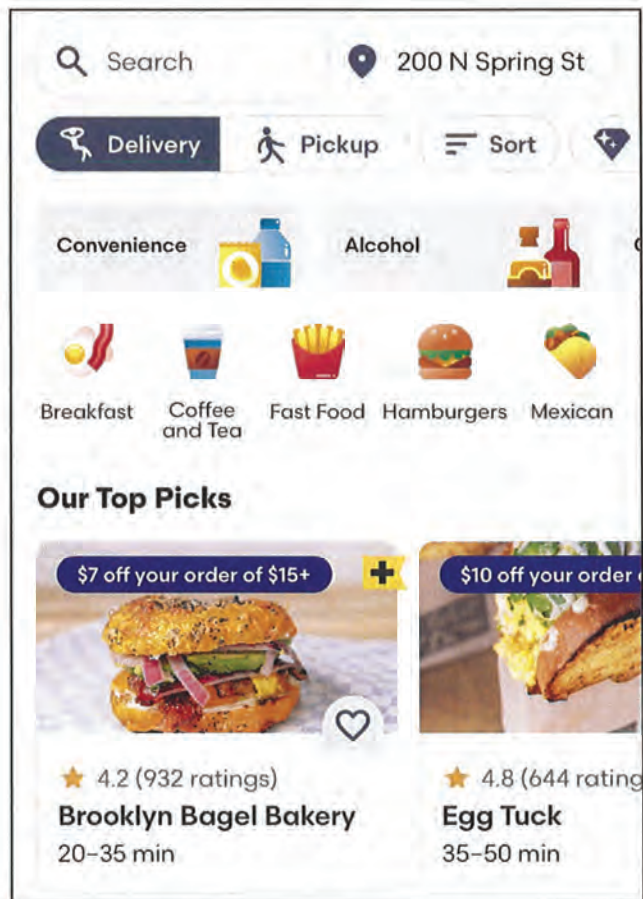 Search
200 N Spring St
Delivery
Pickup
Sort
Convenience
Alcohol
Breakfast
Coffee
and Tea
Fast Food
Hamburgers
Mexican
Our Top Picks
$7 off your order of $15+
$10 off your order
4.2 (932 ratings)
4.8 (644 rating
Brooklyn Bagel Bakery
Egg Tuck
20–35 min
35–50 min